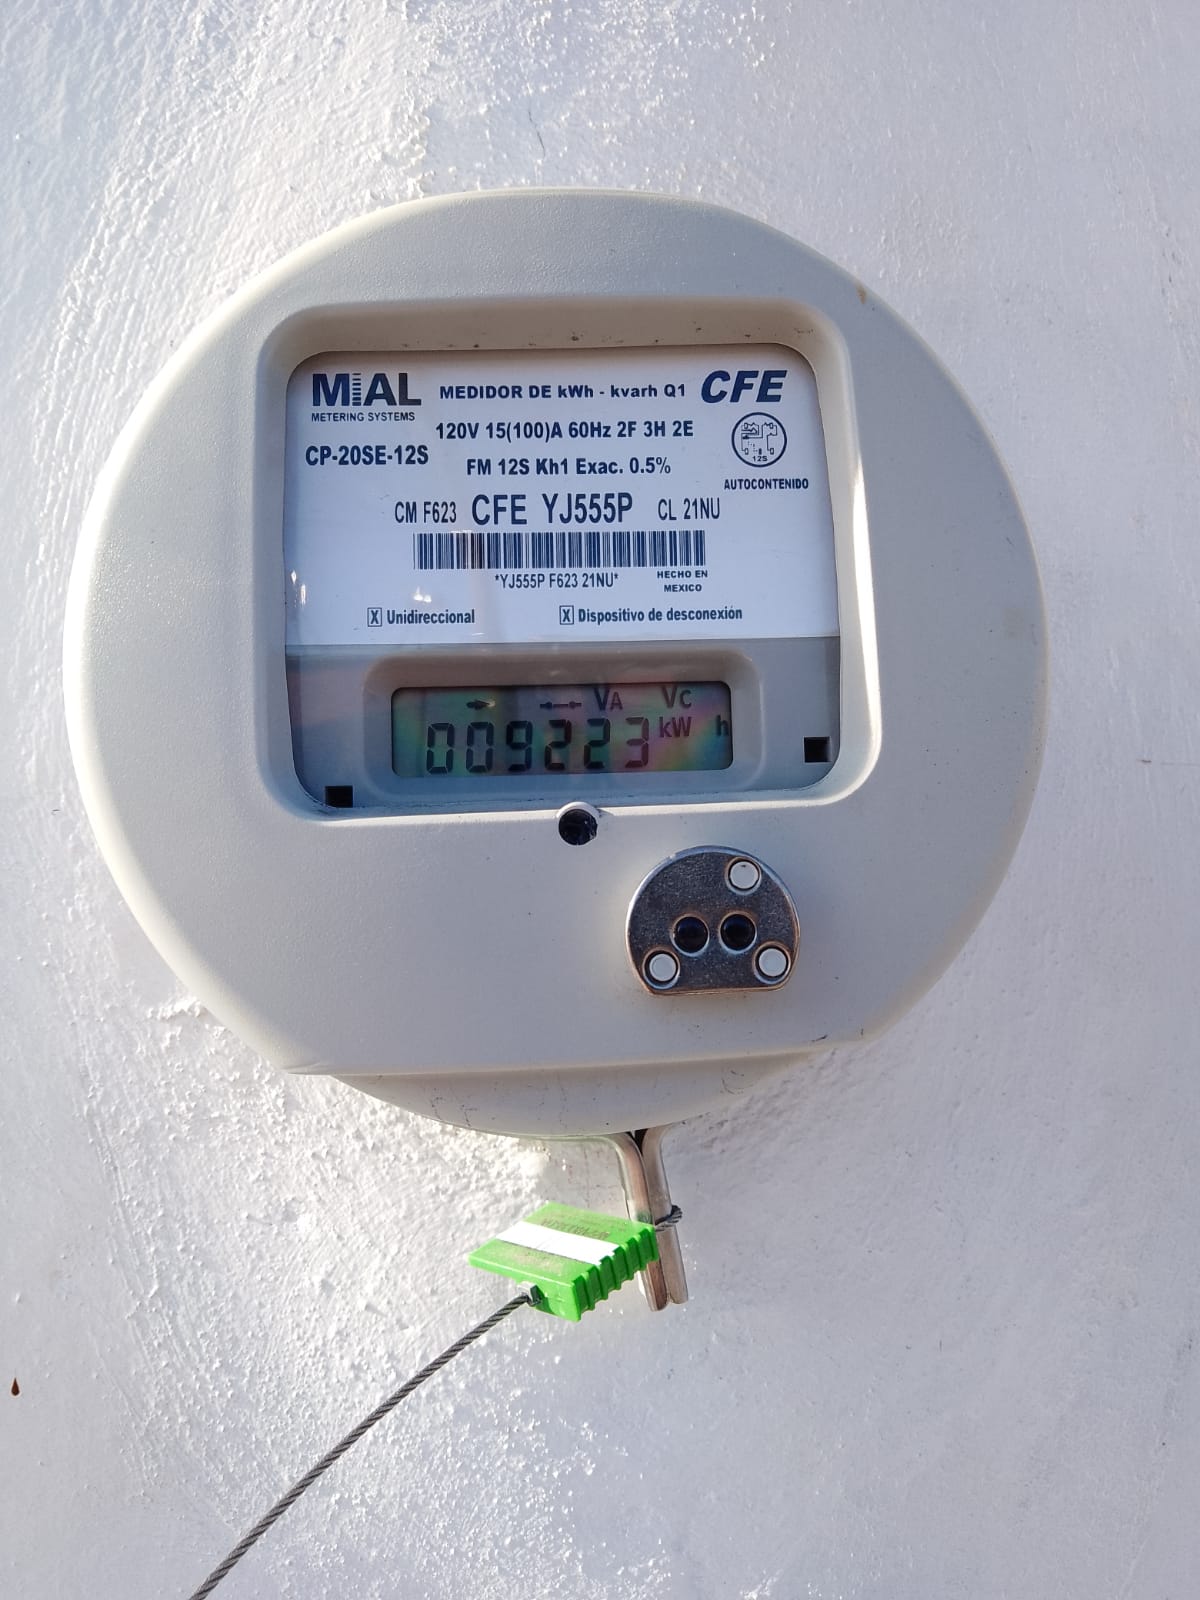 MIAL
METERING SYSTEMS
MEDIDOR DE kWh - kvarh Q1
CFE
120V 15(100)A 60Hz 2F 3H 2E
CP-20SE-12S
FM 12S Kh1 Exac. 0.5%
12S
AUTOCONTENIDO
CM F623 CFE YJ555P CL 21NU
*YJ555P F623 21NU*
HECHO EN
MEXICO
X Unidireccional
X Dispositivo de desconexión
VA VC
009223 kW h